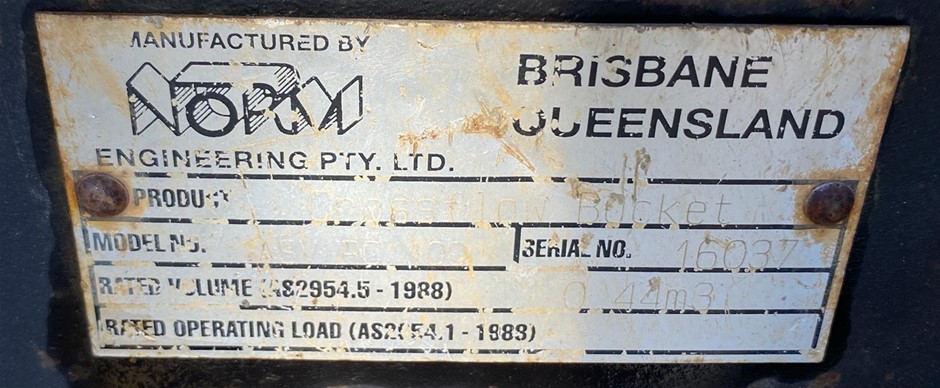 MANUFACTURED BY
NORM
ENGINEERING PTY. LTD.
BRISBANE
QUEENSLAND
PRODUCT Bucket
MODEL NO.
SERIAL NO. 16037
RATED VOLUME (AS2954.5 - 1988) 0.44m3
RATED OPERATING LOAD (AS2954.1 - 1988)